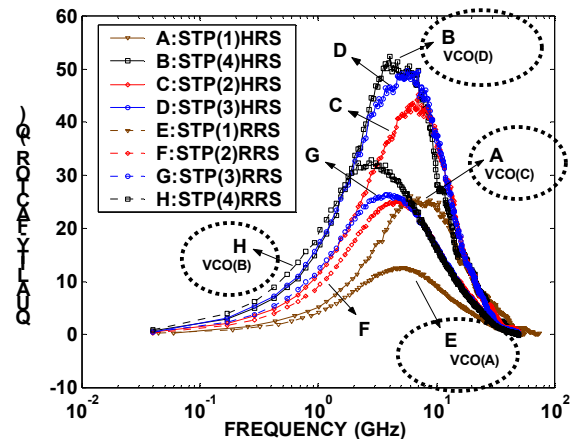 60
50
40
30
20
10
0
-10
QUALITYFACTOR(Q)
A:STP(1)HRS
B:STP(4)HRS
C:STP(2)HRS
D:STP(3)HRS
E:STP(1)RRS
F:STP(2)RRS
G:STP(3)RRS
H:STP(4)RRS
B
VCO(D)
D
C
A
VCO(C)
G
H
VCO(B)
F
E
VCO(A)
10-2
10-1
100
101
102
FREQUENCY (GHz)